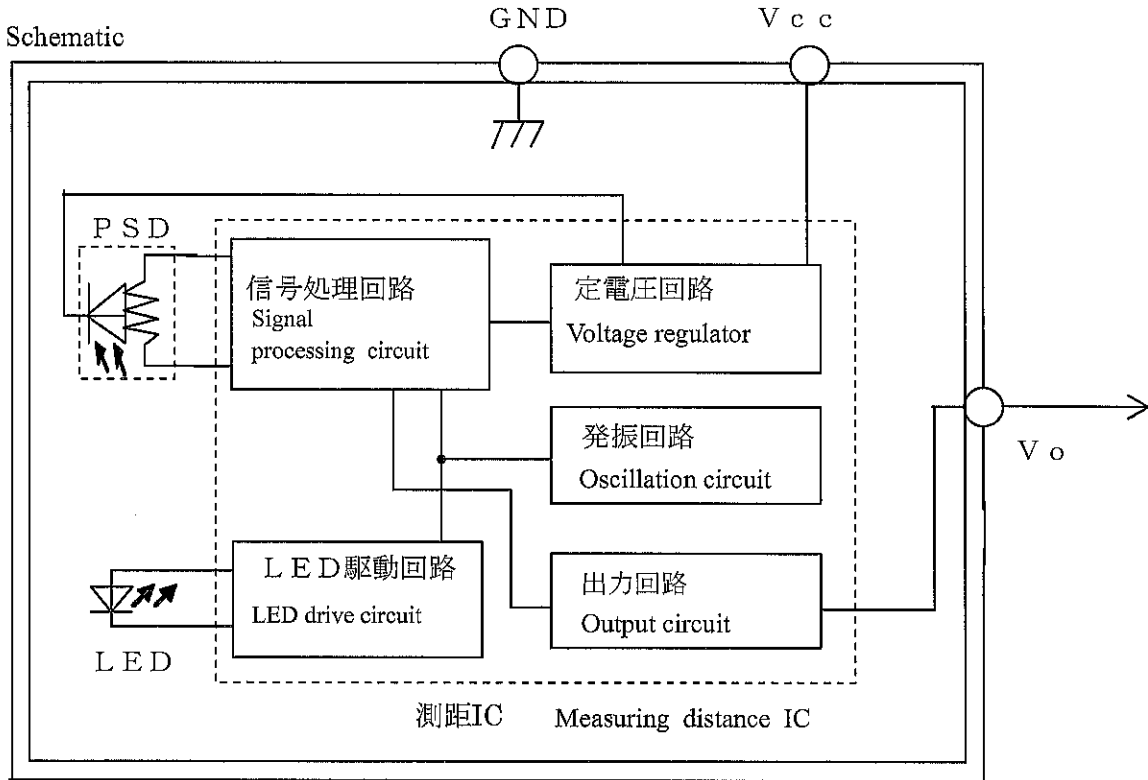 Schematic
GND
Vcc
PSD
信号処理回路
Signal
processing circuit
定電圧回路
Voltage regulator
発振回路
Oscillation circuit
Vo
LED駆動回路
LED drive circuit
出力回路
Output circuit
LED
測距IC
Measuring distance IC